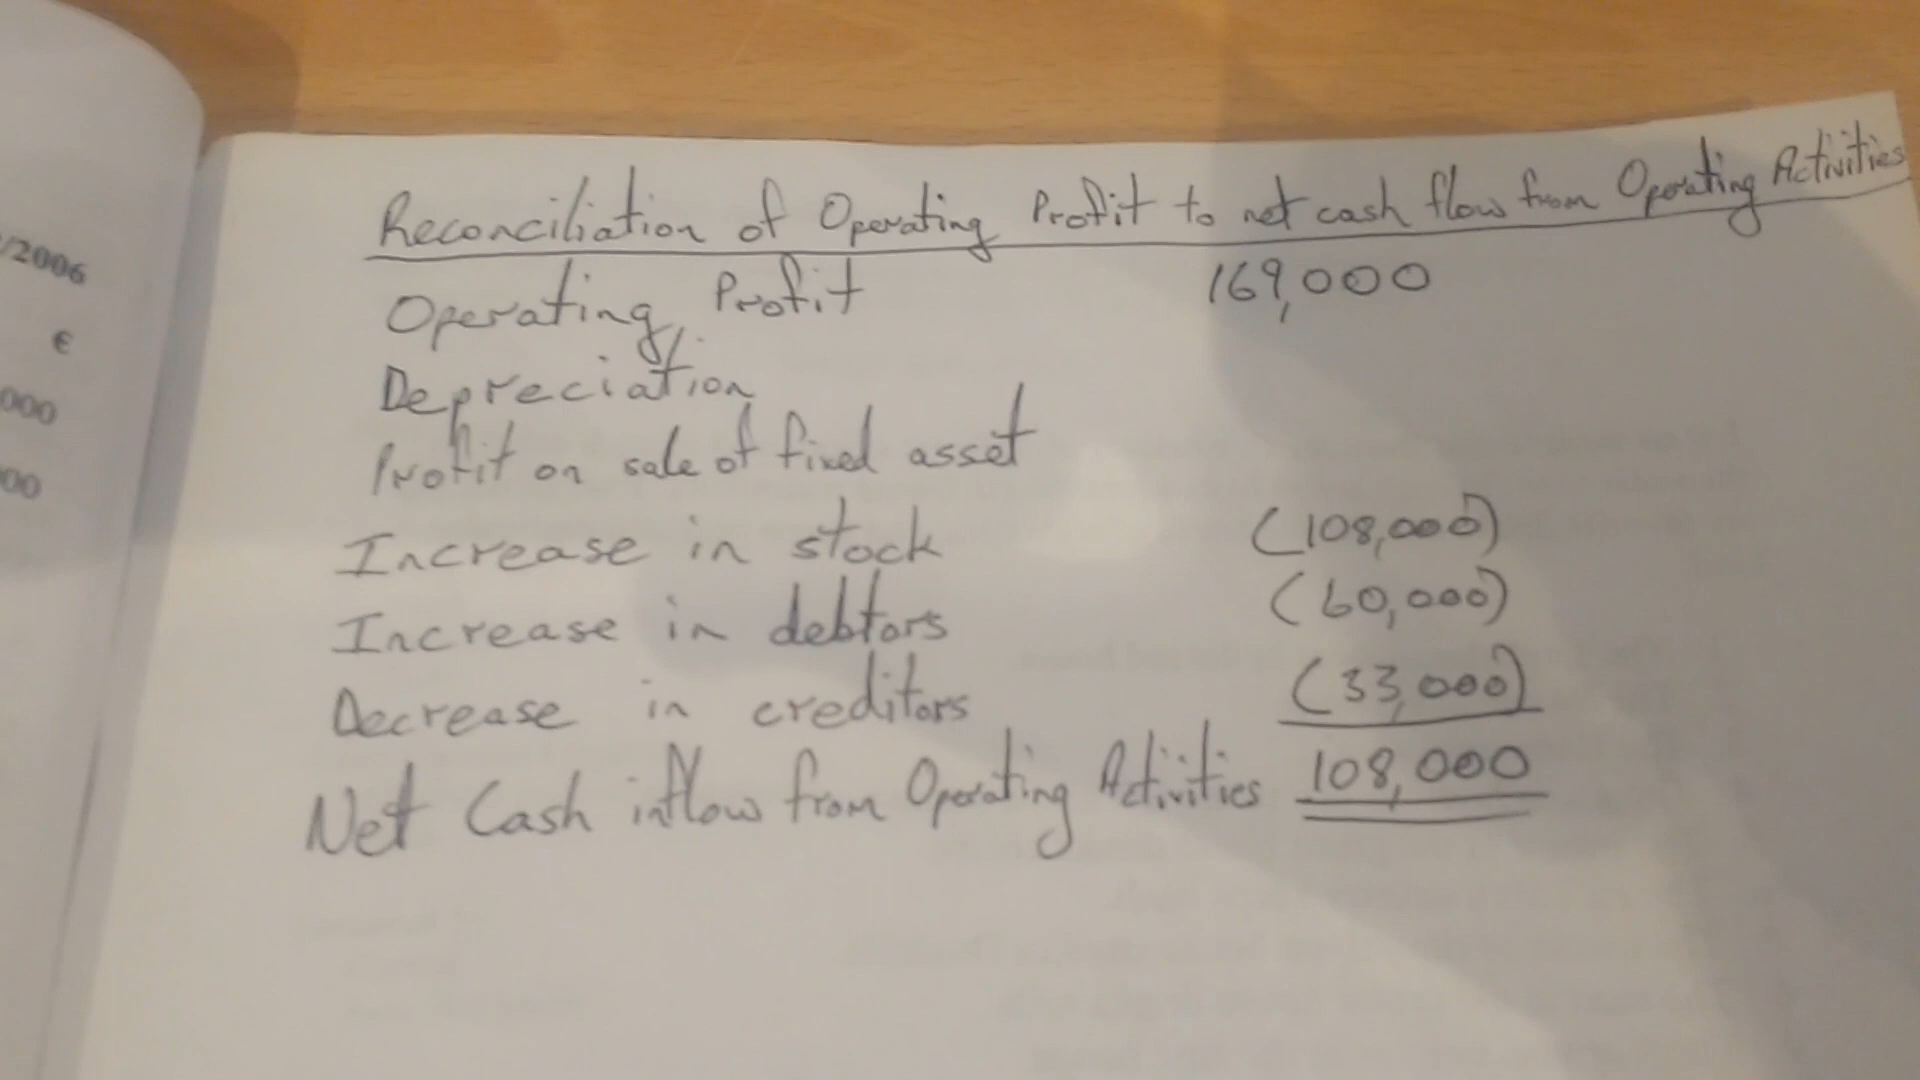 /2006
€
000
00
Reconciliation of Operating Profit to net cash flow from Operating Activities
Operating Profit 169,000
Depreciation
Profit on sale of fixed asset
Increase in stock (108,000)
Increase in debtors (60,000)
Decrease in creditors (33,000)
Net Cash inflow from Operating Activities 108,000